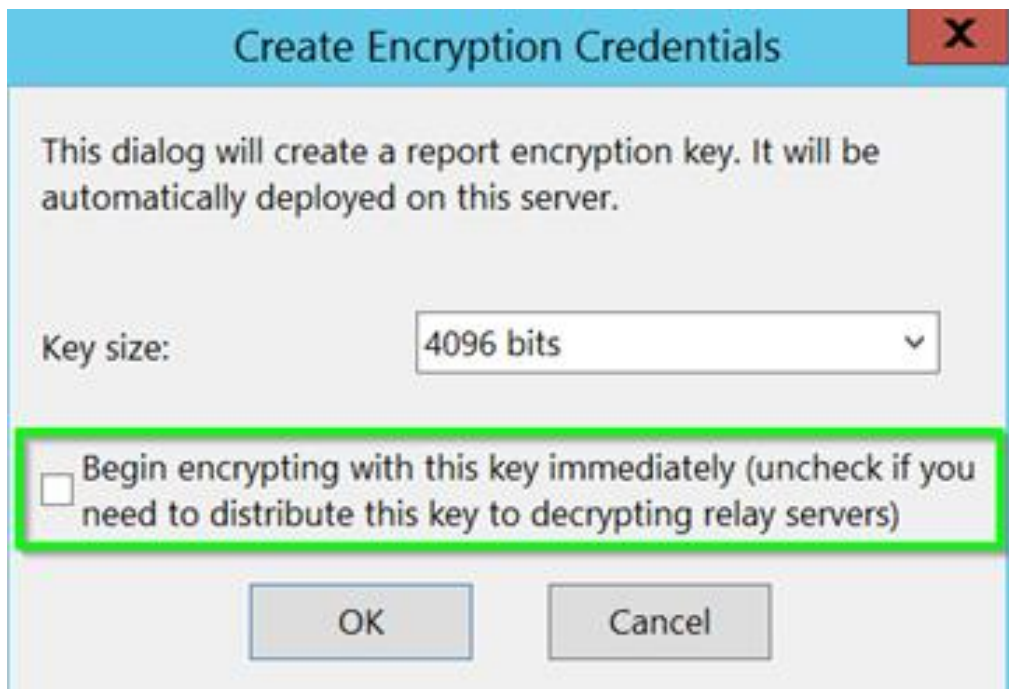 Create Encryption Credentials
This dialog will create a report encryption key. It will be
automatically deployed on this server.
Key size:
4096 bits
Begin encrypting with this key immediately (uncheck if you
need to distribute this key to decrypting relay servers)
OK
Cancel